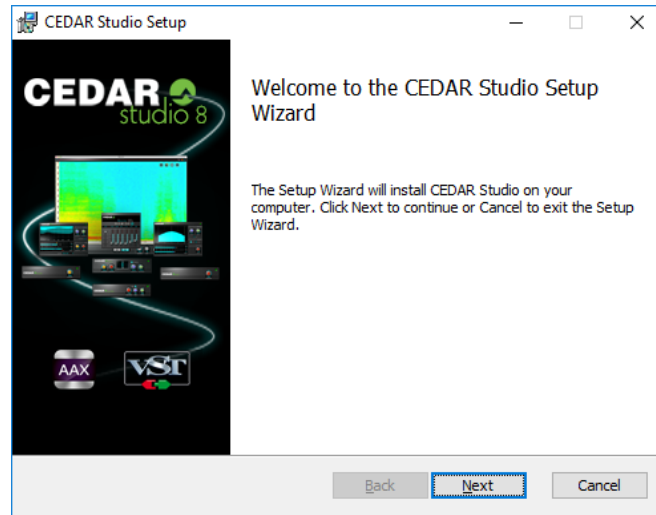 CEDAR Studio Setup
CEDAR
studio 8
Welcome to the CEDAR Studio Setup
Wizard
The Setup Wizard will install CEDAR Studio on your
computer. Click Next to continue or Cancel to exit the Setup
Wizard.
AAX
VST
Back
Next
Cancel